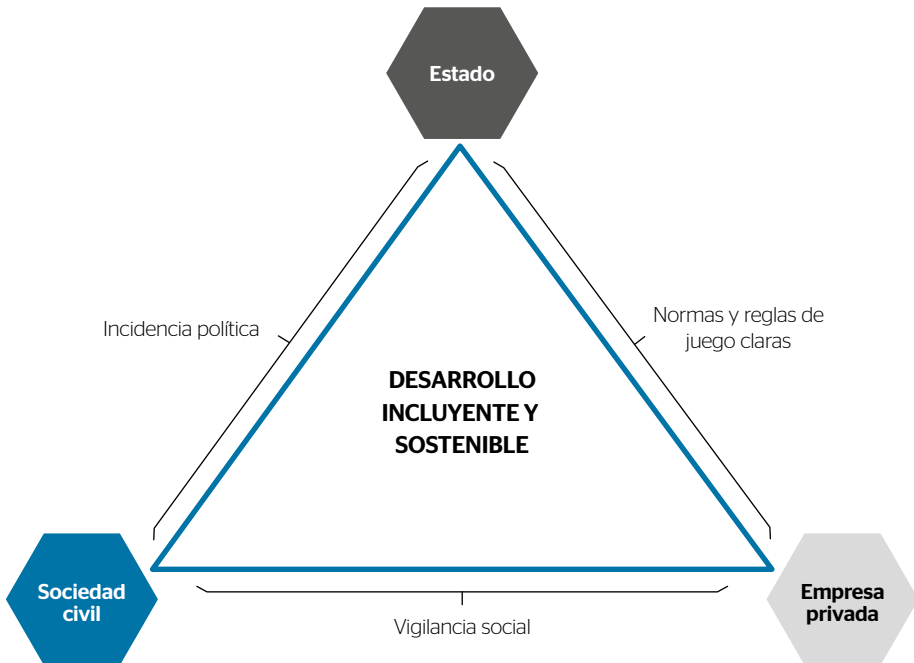 Estado
Incidencia política
Normas y reglas de
juego claras
DESARROLLO
INCLUYENTE Y
SOSTENIBLE
Sociedad
civil
Empresa
privada
Vigilancia social